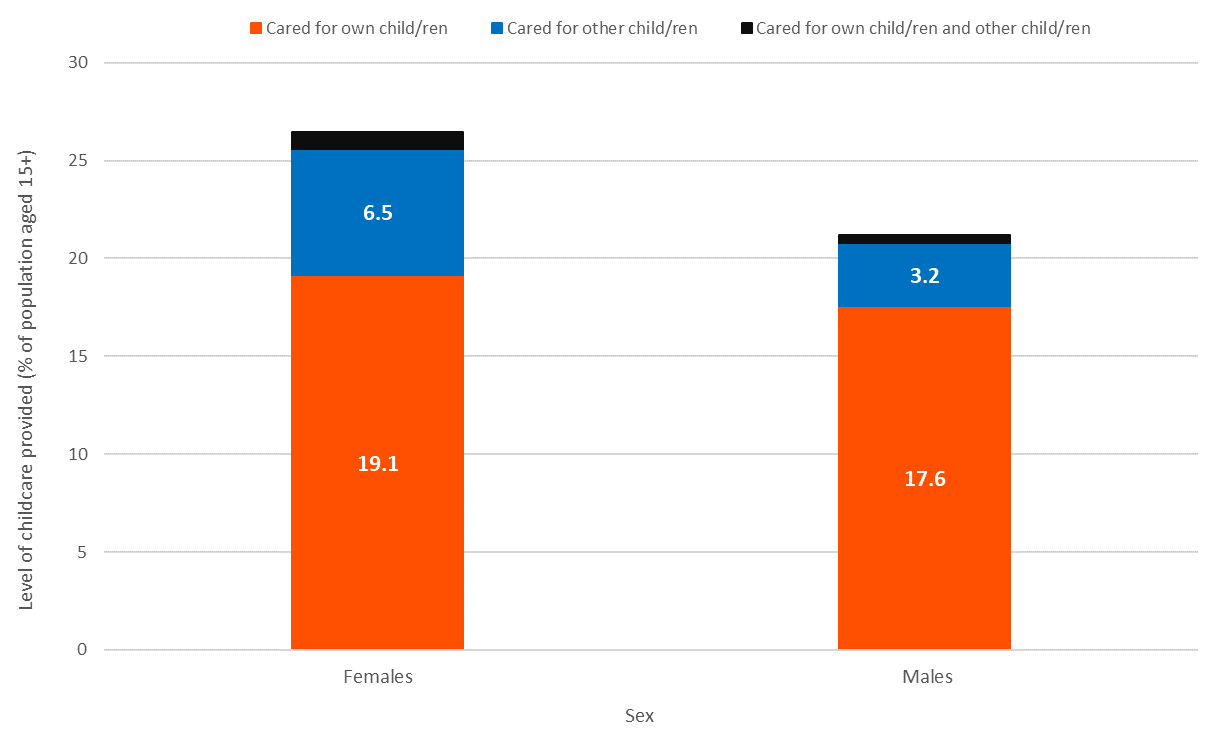 Cared for own child/ren Cared for other child/ren Cared for own child/ren and other child/ren
Level of childcare provided (% of population aged 15+)
30
25
20
15
10
5
0
6.5
19.1
3.2
17.6
Females Males
Sex